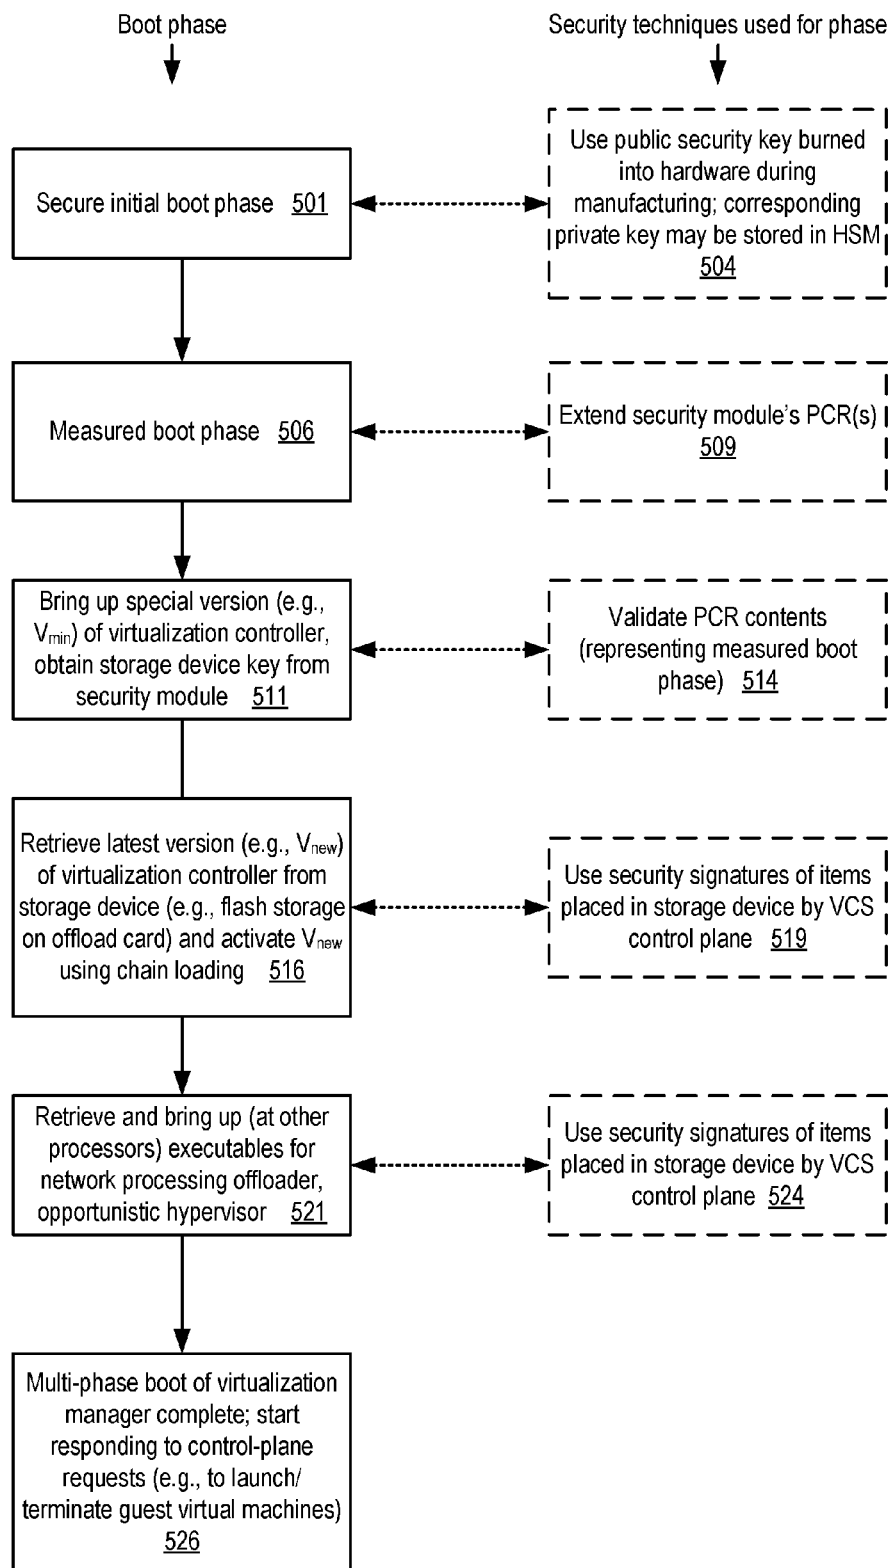 Boot phase
Security techniques used for phase
Secure initial boot phase 501
Use public security key burned
into hardware during
manufacturing; corresponding
private key may be stored in HSM
504
Measured boot phase 506
Extend security module's PCR(s)
509
Bring up special version (e.g.,
Vmin) of virtualization controller,
obtain storage device key from
security module 511
Validate PCR contents
(representing measured boot
phase) 514
Retrieve latest version (e.g., Vnew)
of virtualization controller from
storage device (e.g., flash storage
on offload card) and activate Vnew
using chain loading 516
Use security signatures of items
placed in storage device by VCS
control plane 519
Retrieve and bring up (at other
processors) executables for
network processing offloader,
opportunistic hypervisor 521
Use security signatures of items
placed in storage device by VCS
control plane 524
Multi-phase boot of virtualization
manager complete; start
responding to control-plane
requests (e.g., to launch/
terminate guest virtual machines)
526